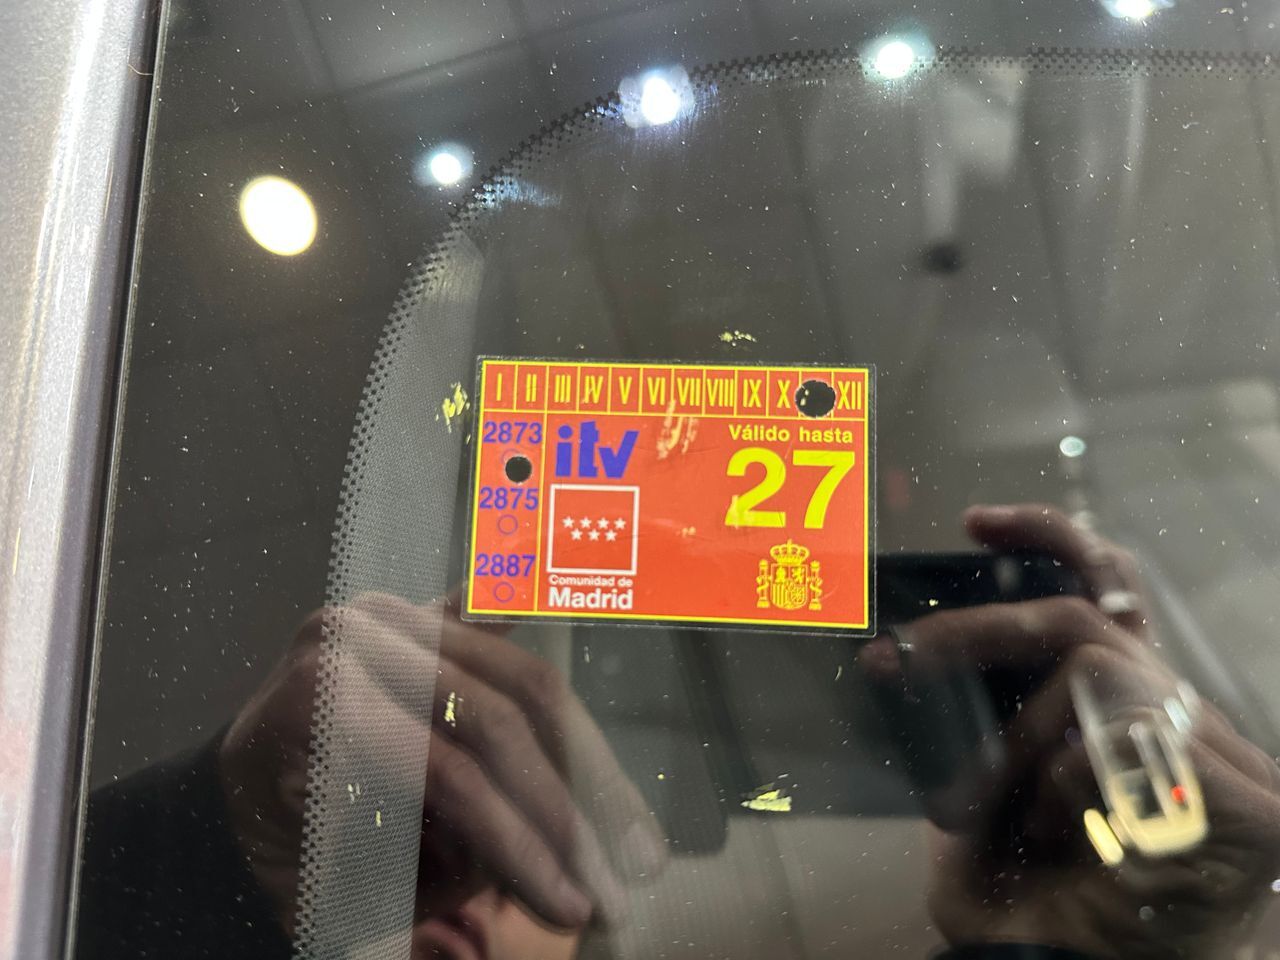 I II III IV V VI VII VIII IX X XII
2873
itv
Válido hasta
27
2875
2887
Comunidad de
Madrid